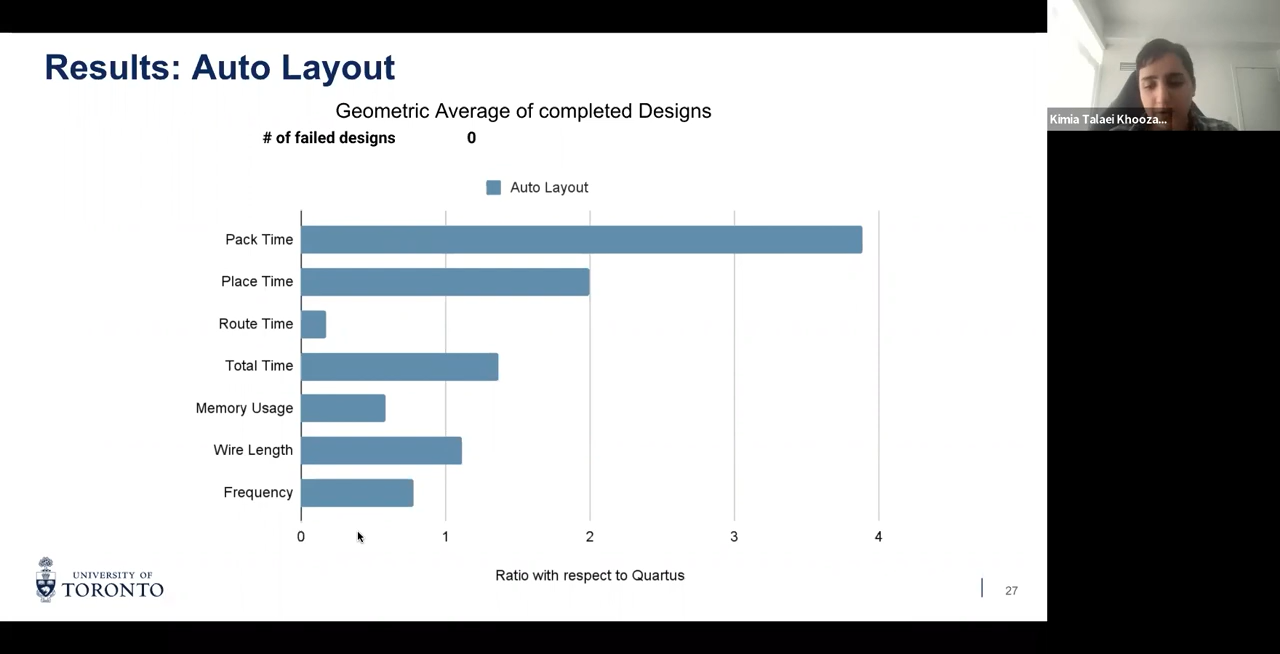 Results: Auto Layout
Geometric Average of completed Designs
# of failed designs 0
Auto Layout
Pack Time
Place Time
Route Time
Total Time
Memory Usage
Wire Length
Frequency
0 1 2 3 4
Ratio with respect to Quartus
UNIVERSITY OF
TORONTO
27
Kimia Talaei Khooza...